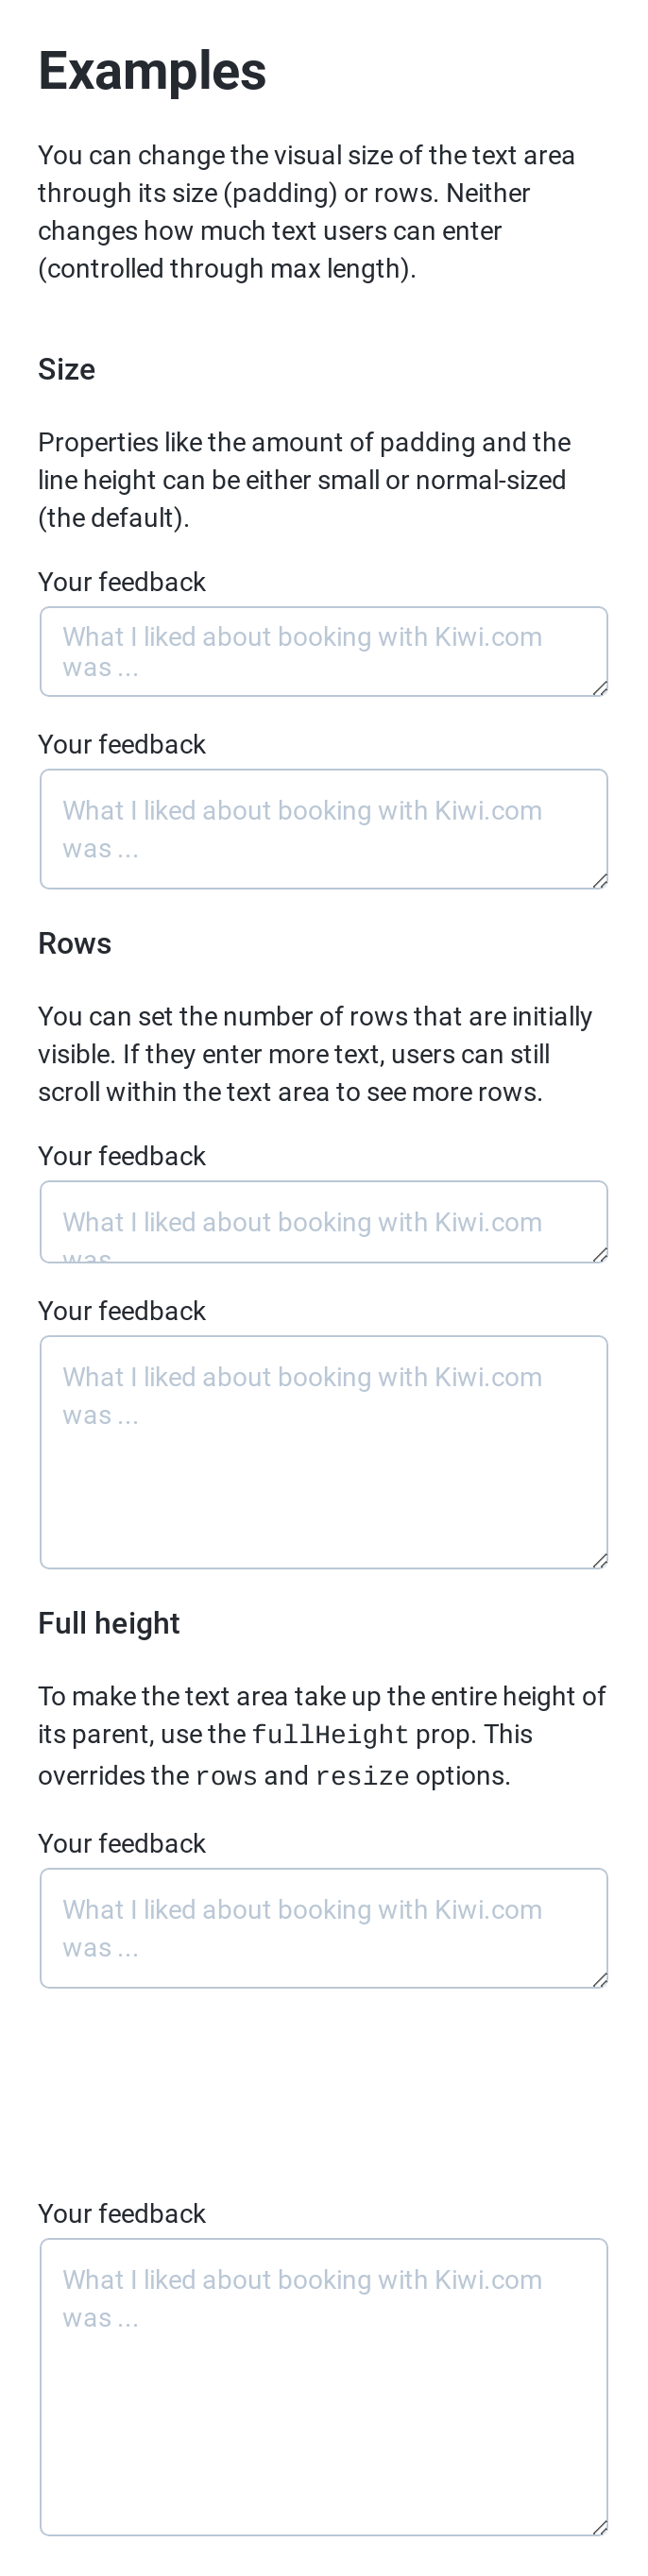 Examples
You can change the visual size of the text area
through its size (padding) or rows. Neither
changes how much text users can enter
(controlled through max length).
Size
Properties like the amount of padding and the
line height can be either small or normal-sized
(the default).
Your feedback
What I liked about booking with Kiwi.com
was ...
Your feedback
What I liked about booking with Kiwi.com
was ...
Rows
You can set the number of rows that are initially
visible. If they enter more text, users can still
scroll within the text area to see more rows.
Your feedback
What I liked about booking with Kiwi.com
was
Your feedback
What I liked about booking with Kiwi.com
was ...
Full height
To make the text area take up the entire height of
its parent, use the fullHeight prop. This
overrides the rows and resize options.
Your feedback
What I liked about booking with Kiwi.com
was ...
Your feedback
What I liked about booking with Kiwi.com
was ...